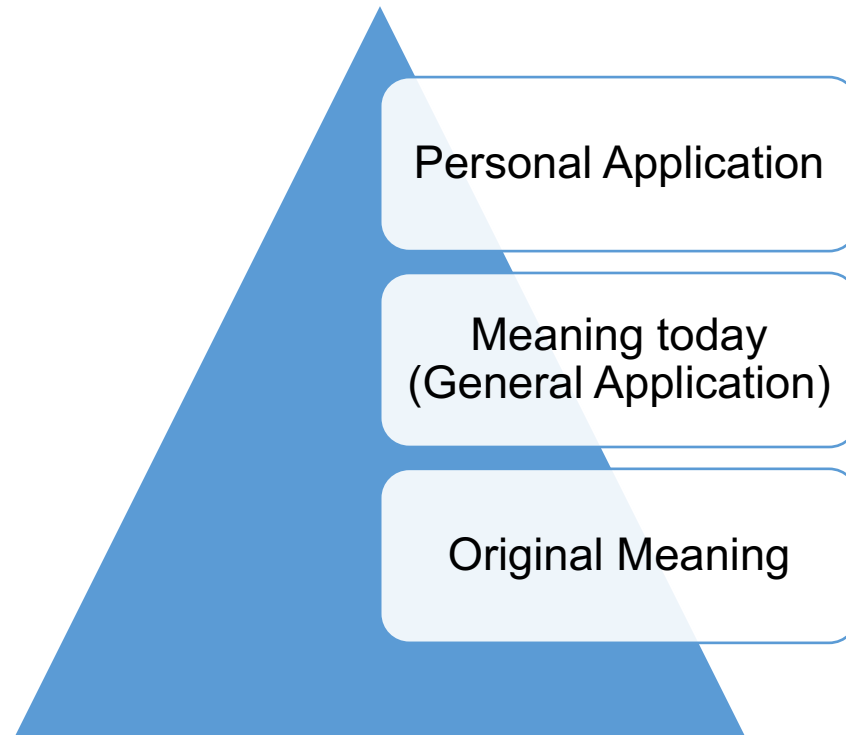 Personal Application
Meaning today
(General Application)
Original Meaning